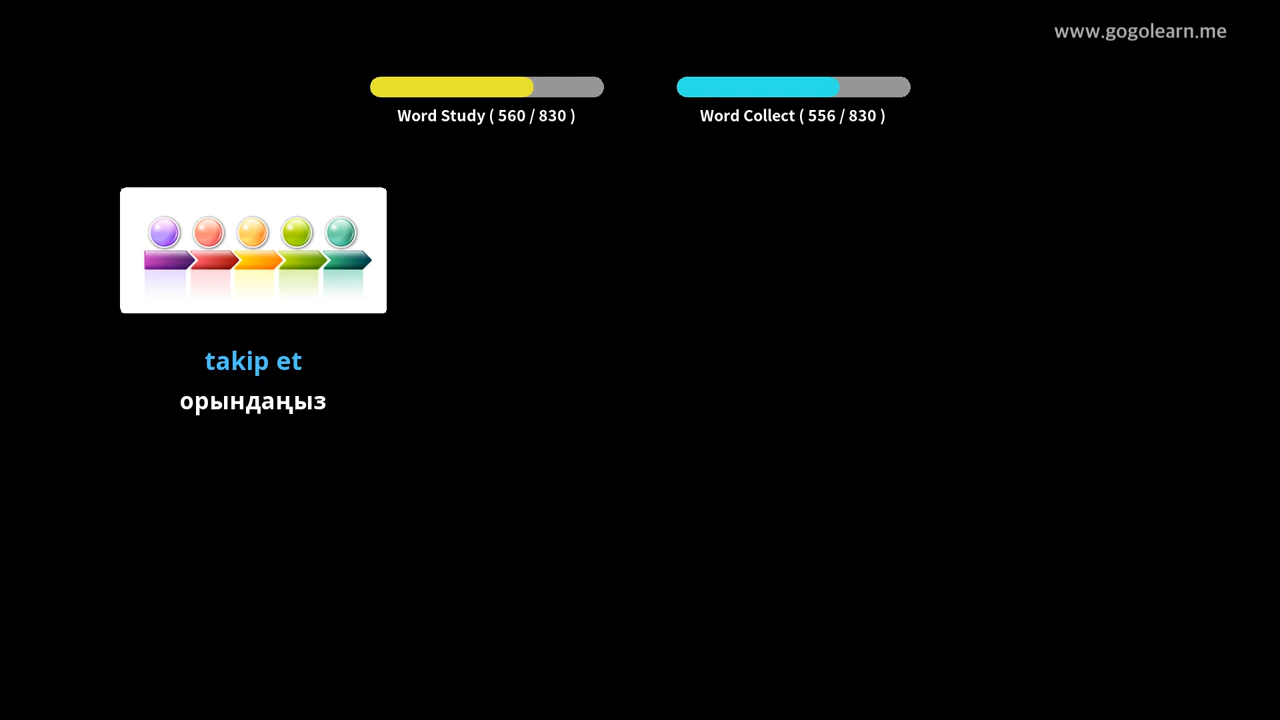 www.gogolearn.me
Word Study ( 560 / 830 )
Word Collect ( 556 / 830 )
takip et
орындаңыз